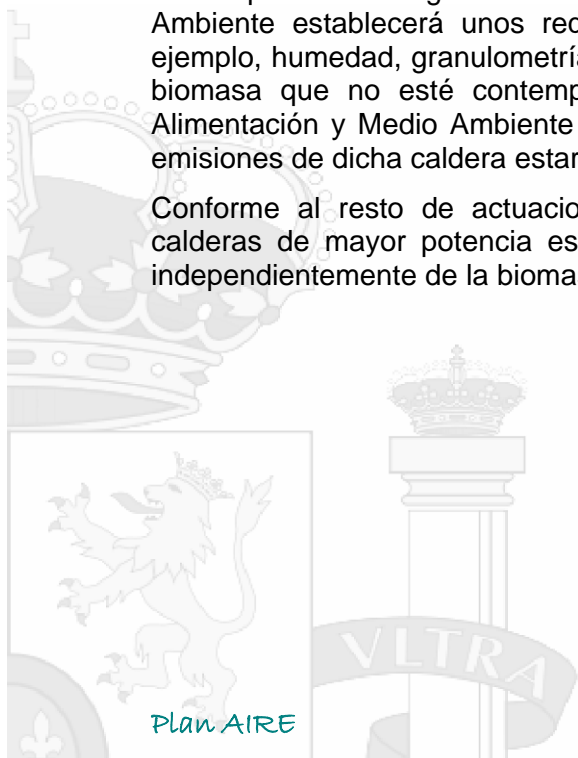 Ambiente establecerá unos rec
ejemplo, humedad, granulometría
biomasa que no esté contemp
Alimentación y Medio Ambiente
emisiones de dicha caldera estar
Conforme al resto de actuacio
calderas de mayor potencia es
independientemente de la bioma
VLTRA
Plan AIRE